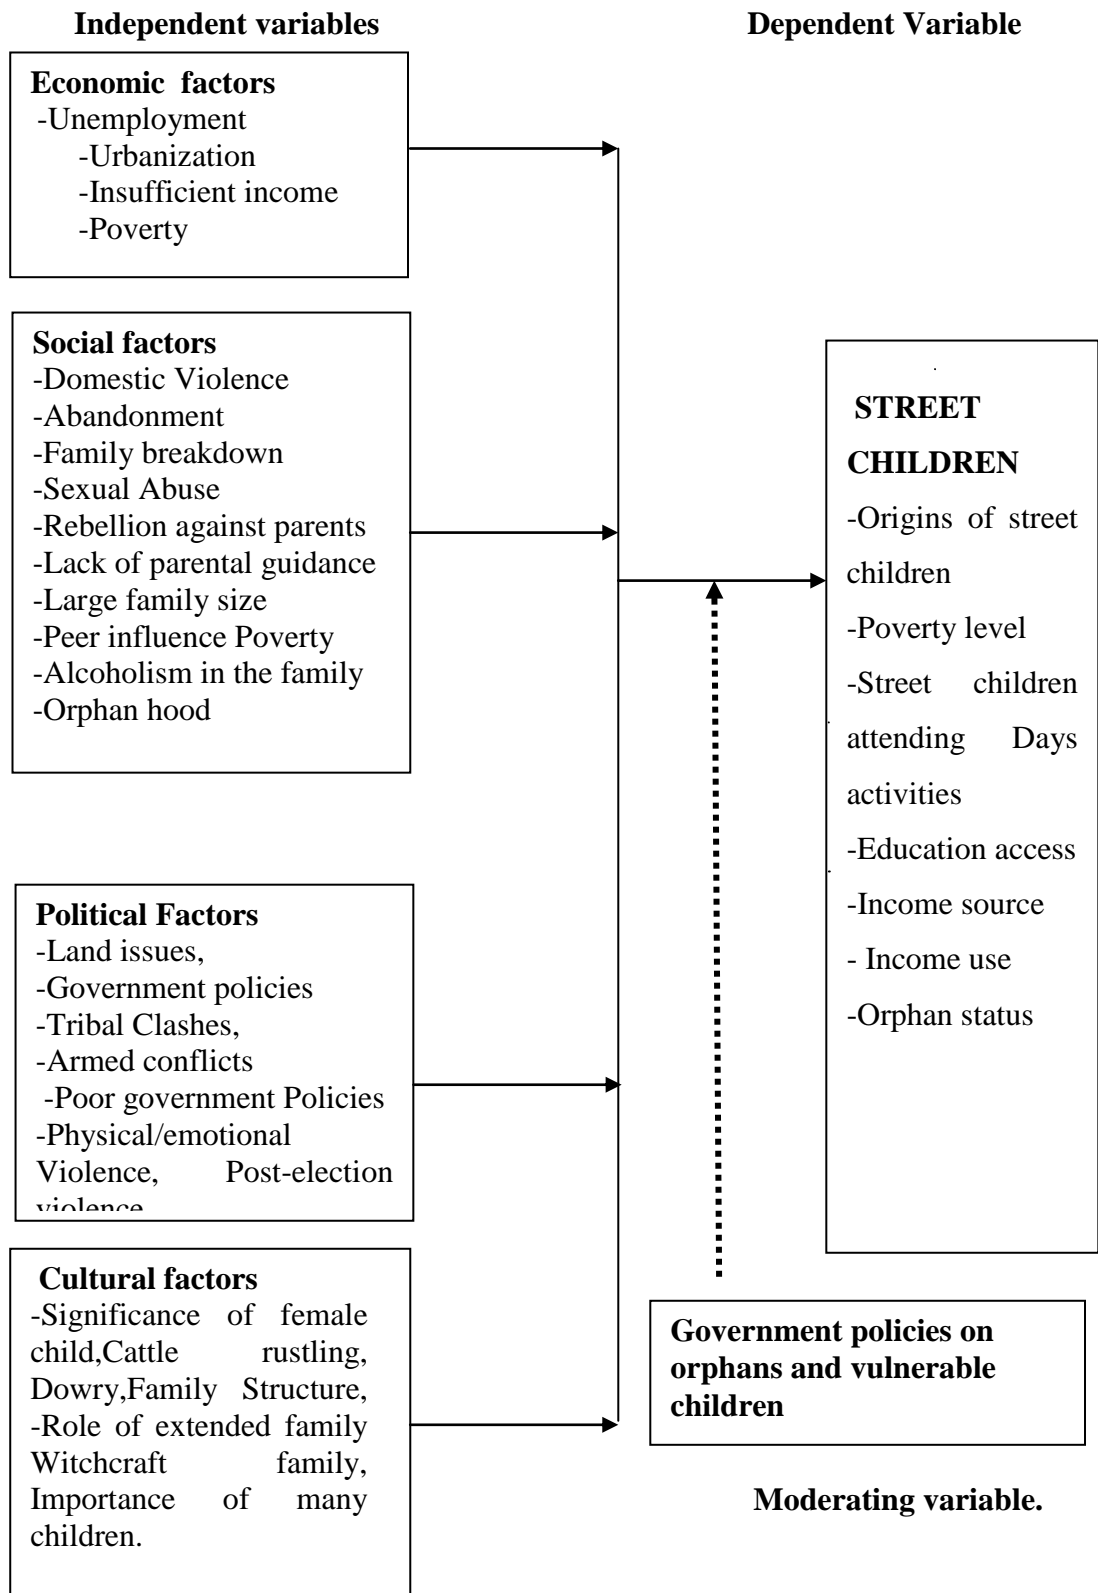 Independent variables
Dependent Variable
Economic factors
-Unemployment
-Urbanization
-Insufficient income
-Poverty
Social factors
-Domestic Violence
-Abandonment
-Family breakdown
-Sexual Abuse
-Rebellion against parents
-Lack of parental guidance
-Large family size
-Peer influence Poverty
-Alcoholism in the family
-Orphan hood
Political Factors
-Land issues,
-Government policies
-Tribal Clashes,
-Armed conflicts
-Poor government Policies
-Physical/emotional
Violence, Post-election
violence
Cultural factors
-Significance of female
child,Cattle rustling,
Dowry,Family Structure,
-Role of extended family
Witchcraft family,
Importance of many
children.
STREET
CHILDREN
-Origins of street
children
-Poverty level
-Street children
attending Days
activities
-Education access
-Income source
- Income use
-Orphan status
Government policies on
orphans and vulnerable
children
Moderating variable.